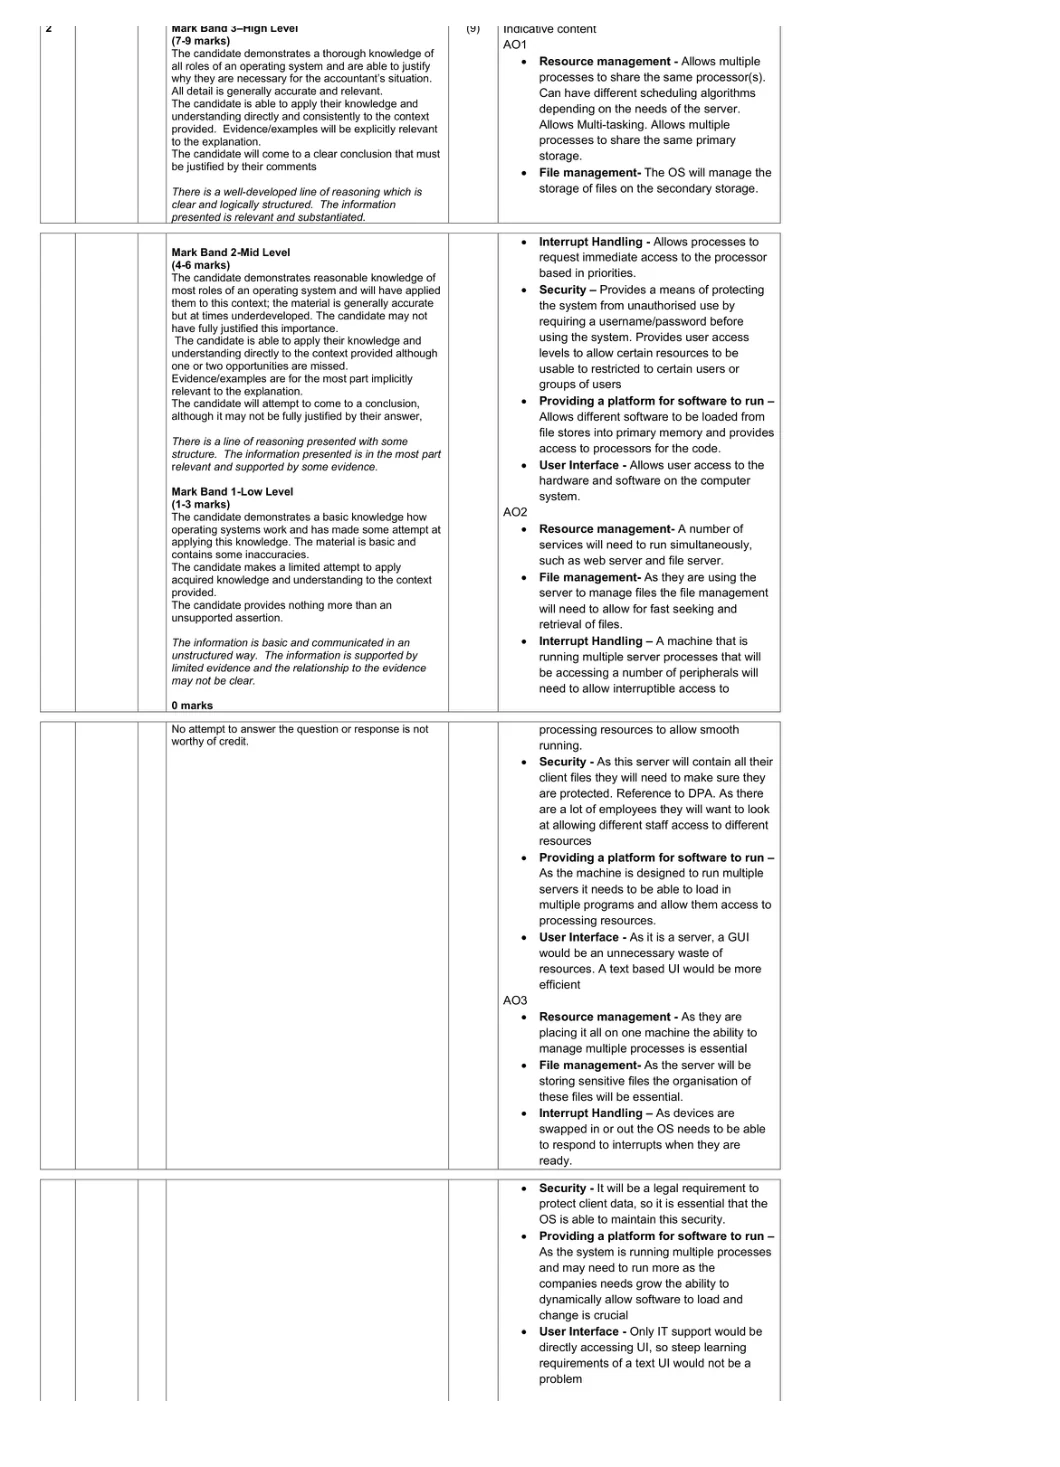 2
Mark Band 3–High Level
(7-9 marks)
The candidate demonstrates a thorough knowledge of
all roles of an operating system and are able to justify
why they are necessary for the accountant's situation.
All detail is generally accurate and relevant.
The candidate is able to apply their knowledge and
understanding directly and consistently to the context
provided.  Evidence/examples will be explicitly relevant
to the explanation.
The candidate will come to a clear conclusion that must
be justified by their comments
There is a well-developed line of reasoning which is
clear and logically structured.  The information
presented is relevant and substantiated.
(9)
Indicative content
AO1
• Resource management - Allows multiple
processes to share the same processor(s).
Can have different scheduling algorithms
depending on the needs of the server.
Allows Multi-tasking. Allows multiple
processes to share the same primary
storage.
• File management- The OS will manage the
storage of files on the secondary storage.
Mark Band 2-Mid Level
(4-6 marks)
The candidate demonstrates reasonable knowledge of
most roles of an operating system and will have applied
them to this context; the material is generally accurate
but at times underdeveloped. The candidate may not
have fully justified this importance.
The candidate is able to apply their knowledge and
understanding directly to the context provided although
one or two opportunities are missed.
Evidence/examples are for the most part implicitly
relevant to the explanation.
The candidate will attempt to come to a conclusion,
although it may not be fully justified by their answer,
There is a line of reasoning presented with some
structure.  The information presented is in the most part
relevant and supported by some evidence.
Mark Band 1-Low Level
(1-3 marks)
The candidate demonstrates a basic knowledge how
operating systems work and has made some attempt at
applying this knowledge. The material is basic and
contains some inaccuracies.
The candidate makes a limited attempt to apply
acquired knowledge and understanding to the context
provided.
The candidate provides nothing more than an
unsupported assertion.
The information is basic and communicated in an
unstructured way.  The information is supported by
limited evidence and the relationship to the evidence
may not be clear.
0 marks
• Interrupt Handling - Allows processes to
request immediate access to the processor
based in priorities.
• Security – Provides a means of protecting
the system from unauthorised use by
requiring a username/password before
using the system. Provides user access
levels to allow certain resources to be
usable to restricted to certain users or
groups of users
• Providing a platform for software to run –
Allows different software to be loaded from
file stores into primary memory and provides
access to processors for the code.
• User Interface - Allows user access to the
hardware and software on the computer
system.
AO2
• Resource management- A number of
services will need to run simultaneously,
such as web server and file server.
• File management- As they are using the
server to manage files the file management
will need to allow for fast seeking and
retrieval of files.
• Interrupt Handling – A machine that is
running multiple server processes that will
be accessing a number of peripherals will
need to allow interruptible access to
No attempt to answer the question or response is not
worthy of credit.
processing resources to allow smooth
running.
• Security - As this server will contain all their
client files they will need to make sure they
are protected. Reference to DPA. As there
are a lot of employees they will want to look
at allowing different staff access to different
resources
• Providing a platform for software to run –
As the machine is designed to run multiple
servers it needs to be able to load in
multiple programs and allow them access to
processing resources.
• User Interface - As it is a server, a GUI
would be an unnecessary waste of
resources. A text based UI would be more
efficient
AO3
• Resource management - As they are
placing it all on one machine the ability to
manage multiple processes is essential
• File management- As the server will be
storing sensitive files the organisation of
these files will be essential.
• Interrupt Handling – As devices are
swapped in or out the OS needs to be able
to respond to interrupts when they are
ready.
• Security - It will be a legal requirement to
protect client data, so it is essential that the
OS is able to maintain this security.
• Providing a platform for software to run –
As the system is running multiple processes
and may need to run more as the
companies needs grow the ability to
dynamically allow software to load and
change is crucial
• User Interface - Only IT support would be
directly accessing UI, so steep learning
requirements of a text UI would not be a
problem